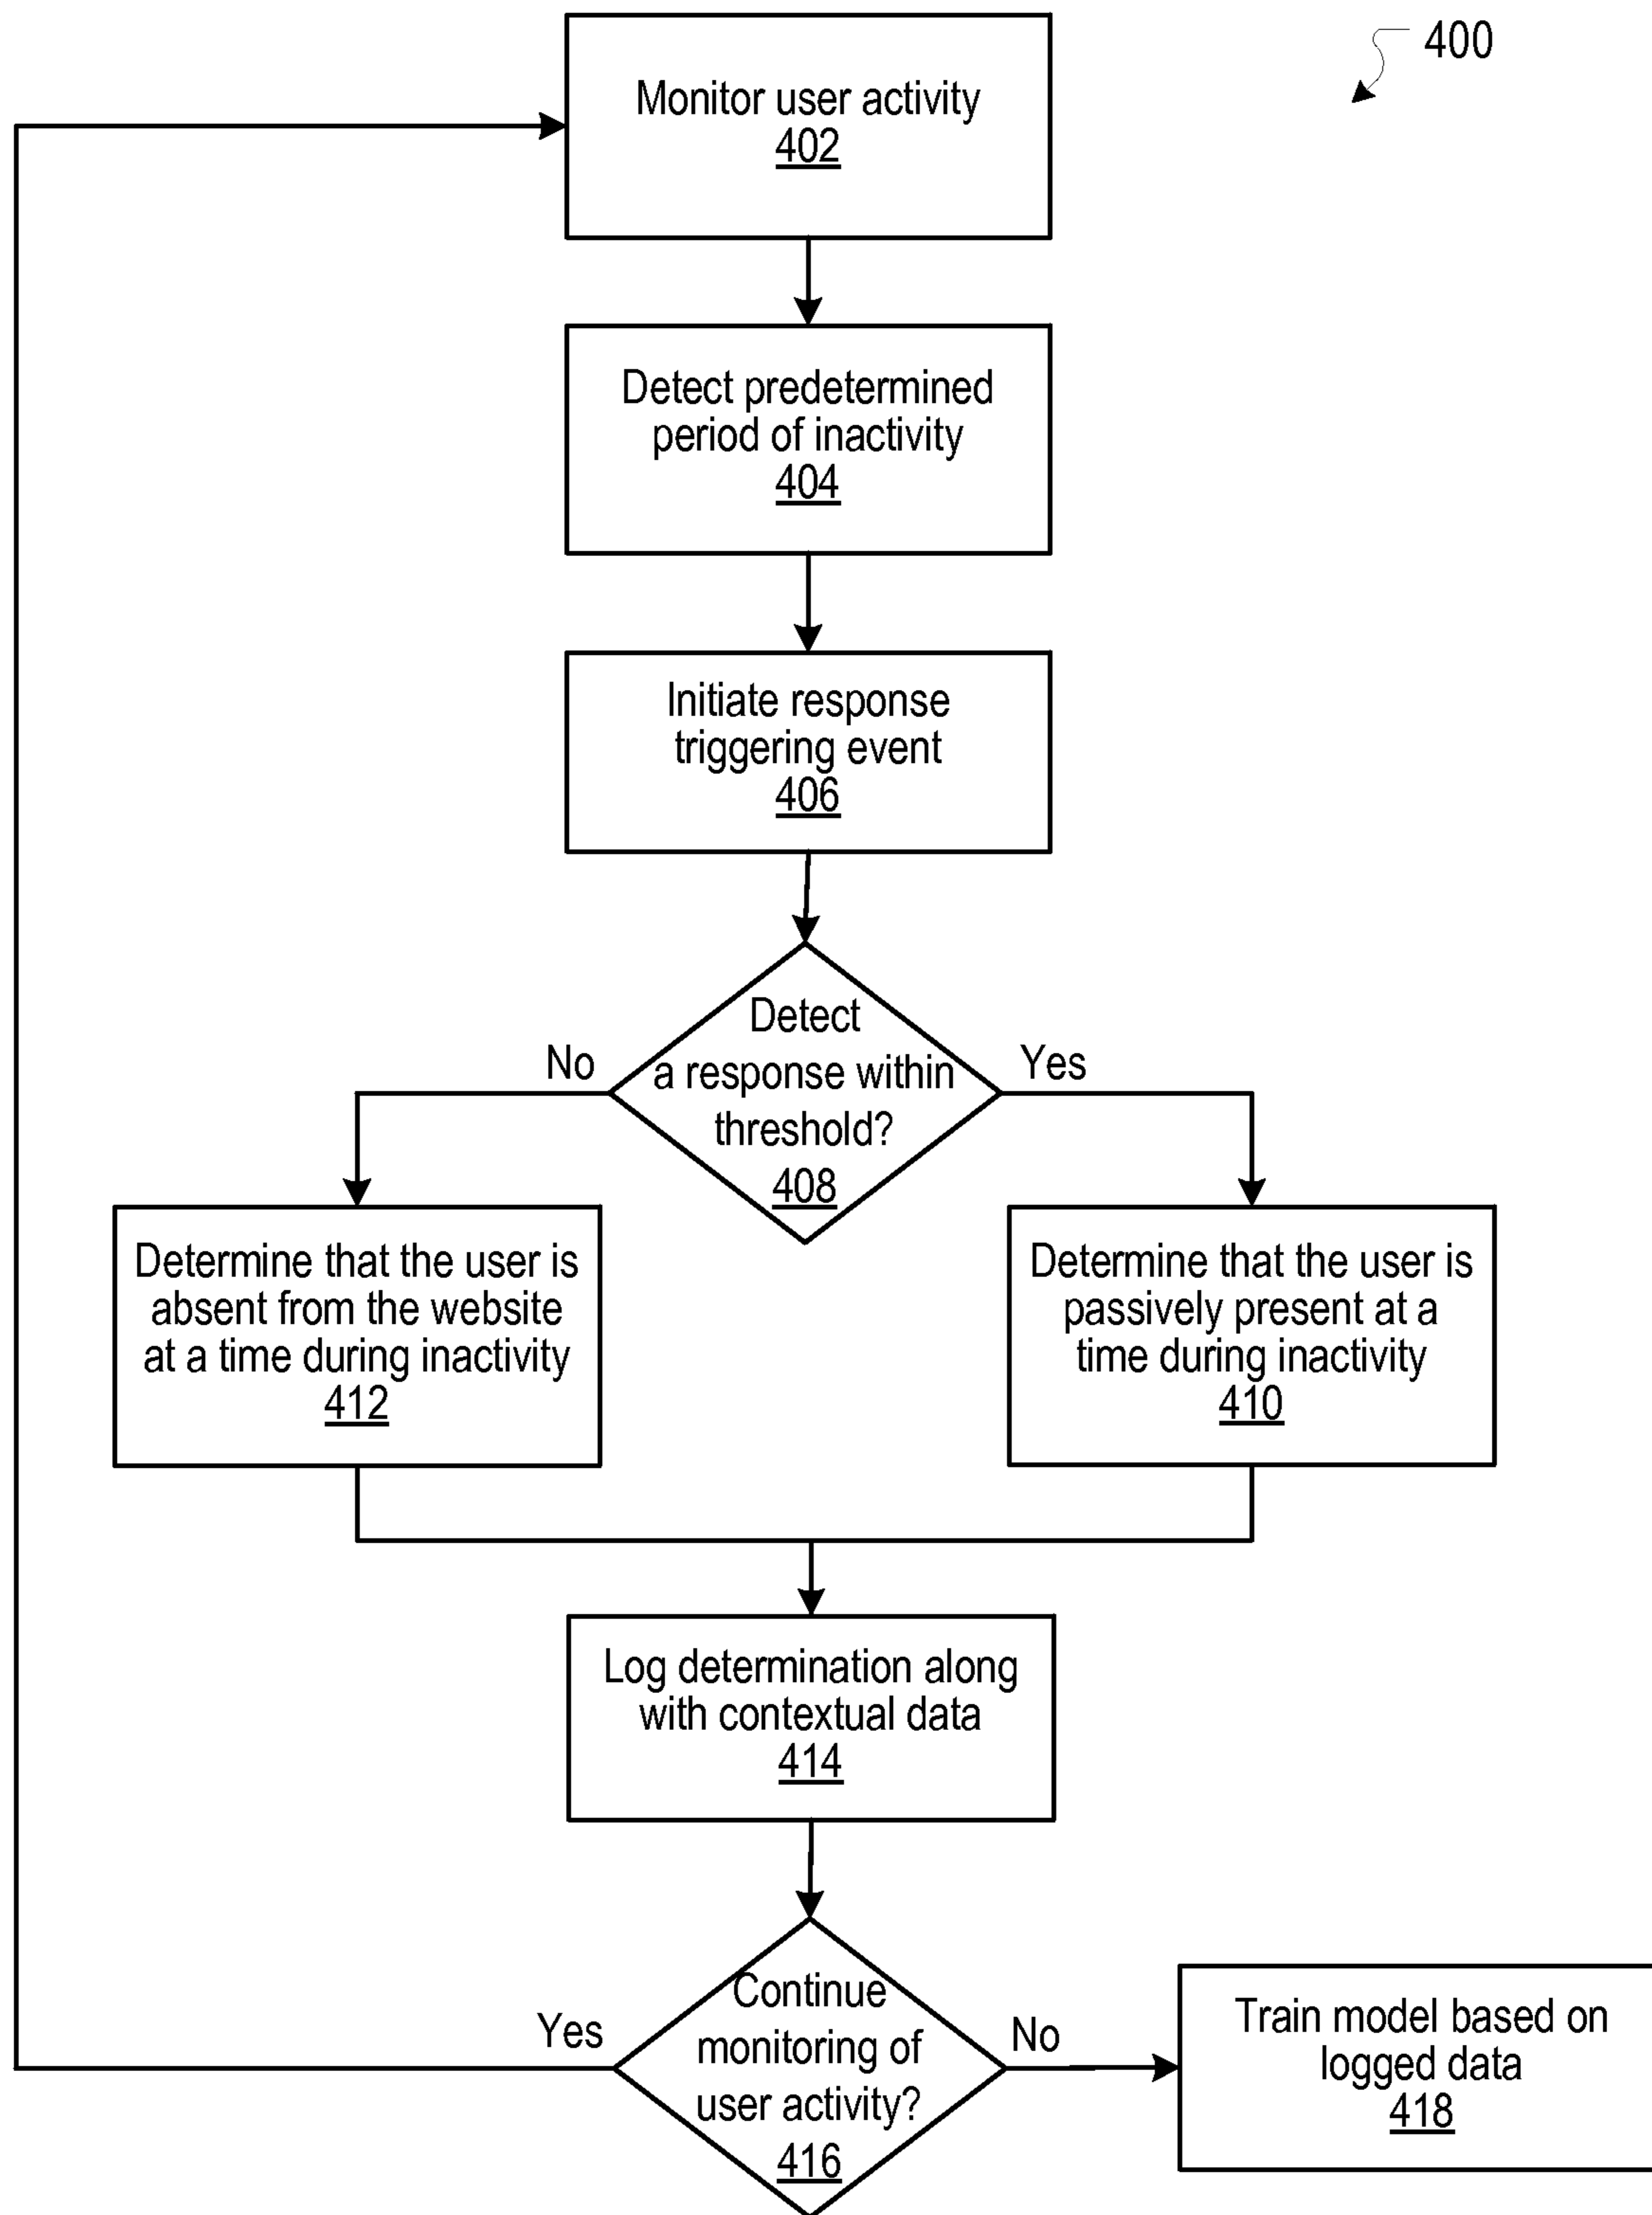 400
Monitor user activity
402
Detect predetermined
period of inactivity
404
Initiate response
triggering event
406
Detect
a response within
threshold?
408
No
Yes
Determine that the user is
absent from the website
at a time during inactivity
412
Determine that the user is
passively present at a
time during inactivity
410
Log determination along
with contextual data
414
Continue
monitoring of
user activity?
416
Yes
No
Train model based on
logged data
418